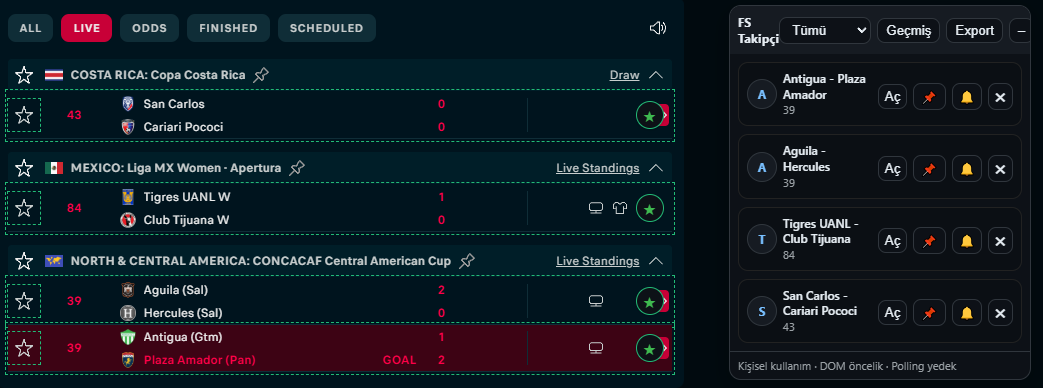 ALL LIVE ODDS FINISHED SCHEDULED
COSTA RICA: Copa Costa Rica Draw
43
San Carlos 0
Cariari Pococi 0
MEXICO: Liga MX Women - Apertura Live Standings
84
Tigres UANL W 1
Club Tijuana W 0
NORTH & CENTRAL AMERICA: CONCACAF Central American Cup Live Standings
39
Aguila (Sal) 2
Hercules (Sal) 0
39
Antigua (Gtm) 1
Plaza Amador (Pan) GOAL 2
FS
Takipçi
Tümü Geçmiş Export –
A
Antigua - Plaza
Amador
39
Aç
A
Aguila -
Hercules
39
Aç
T
Tigres UANL -
Club Tijuana
84
Aç
S
San Carlos -
Cariari Pococi
43
Aç
Kişisel kullanım · DOM öncelik · Polling yedek